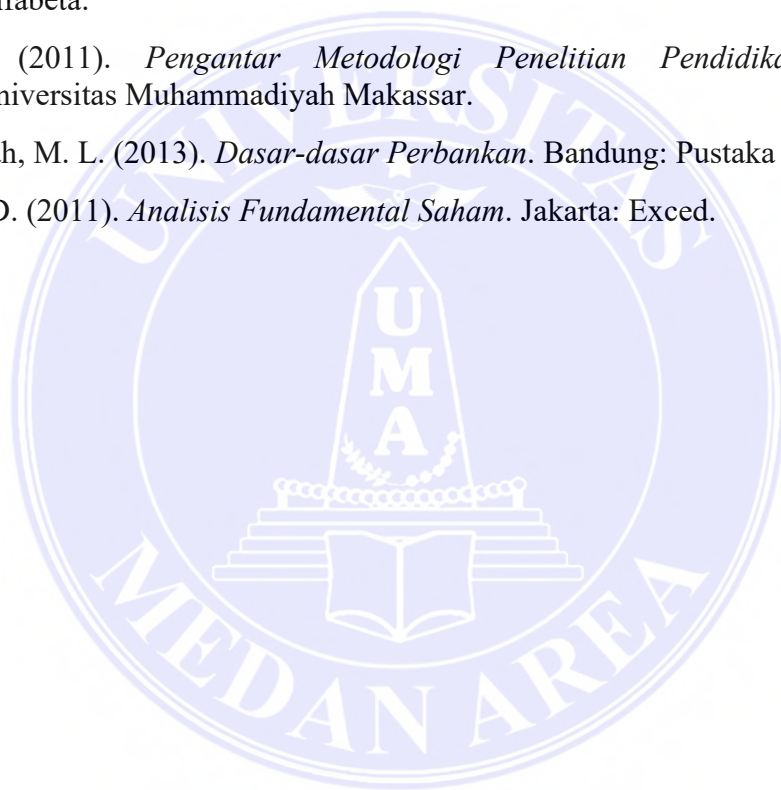 (2011). Pengantar Metodologi Penelitian Pendidika
niversitas Muhammadiyah Makassar.
h, M. L. (2013). Dasar-dasar Perbankan. Bandung: Pustaka
(2011). Analisis Fundamental Saham. Jakarta: Exced.
UNIVERSITAS
UMA
MEDAN AREA